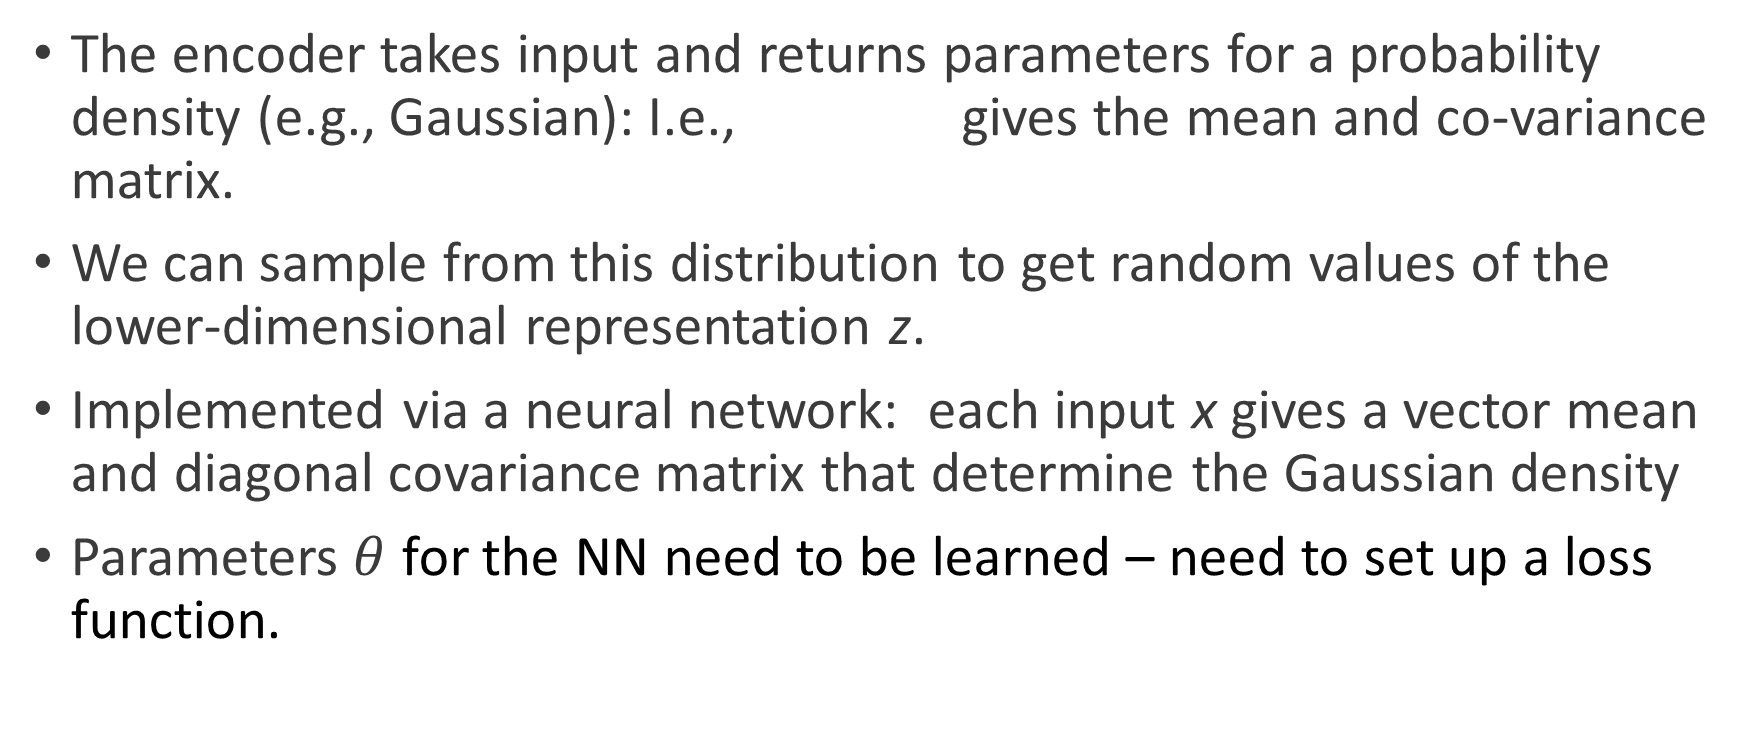 • The encoder takes input and returns parameters for a probability
density (e.g., Gaussian): I.e., gives the mean and co-variance
matrix.
• We can sample from this distribution to get random values of the
lower-dimensional representation z.
• Implemented via a neural network: each input x gives a vector mean
and diagonal covariance matrix that determine the Gaussian density
• Parameters θ for the NN need to be learned – need to set up a loss
function.